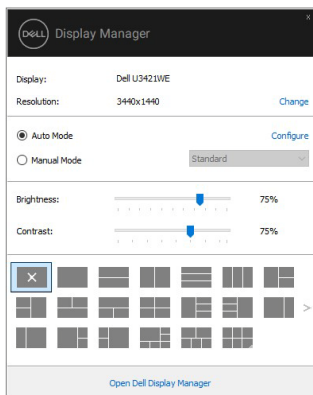 x
DELL Display Manager
Display: Dell U3421WE
Resolution: 3440x1440 Change
Auto Mode Configure
Manual Mode Standard
Brightness: 75%
Contrast: 75%
Open Dell Display Manager